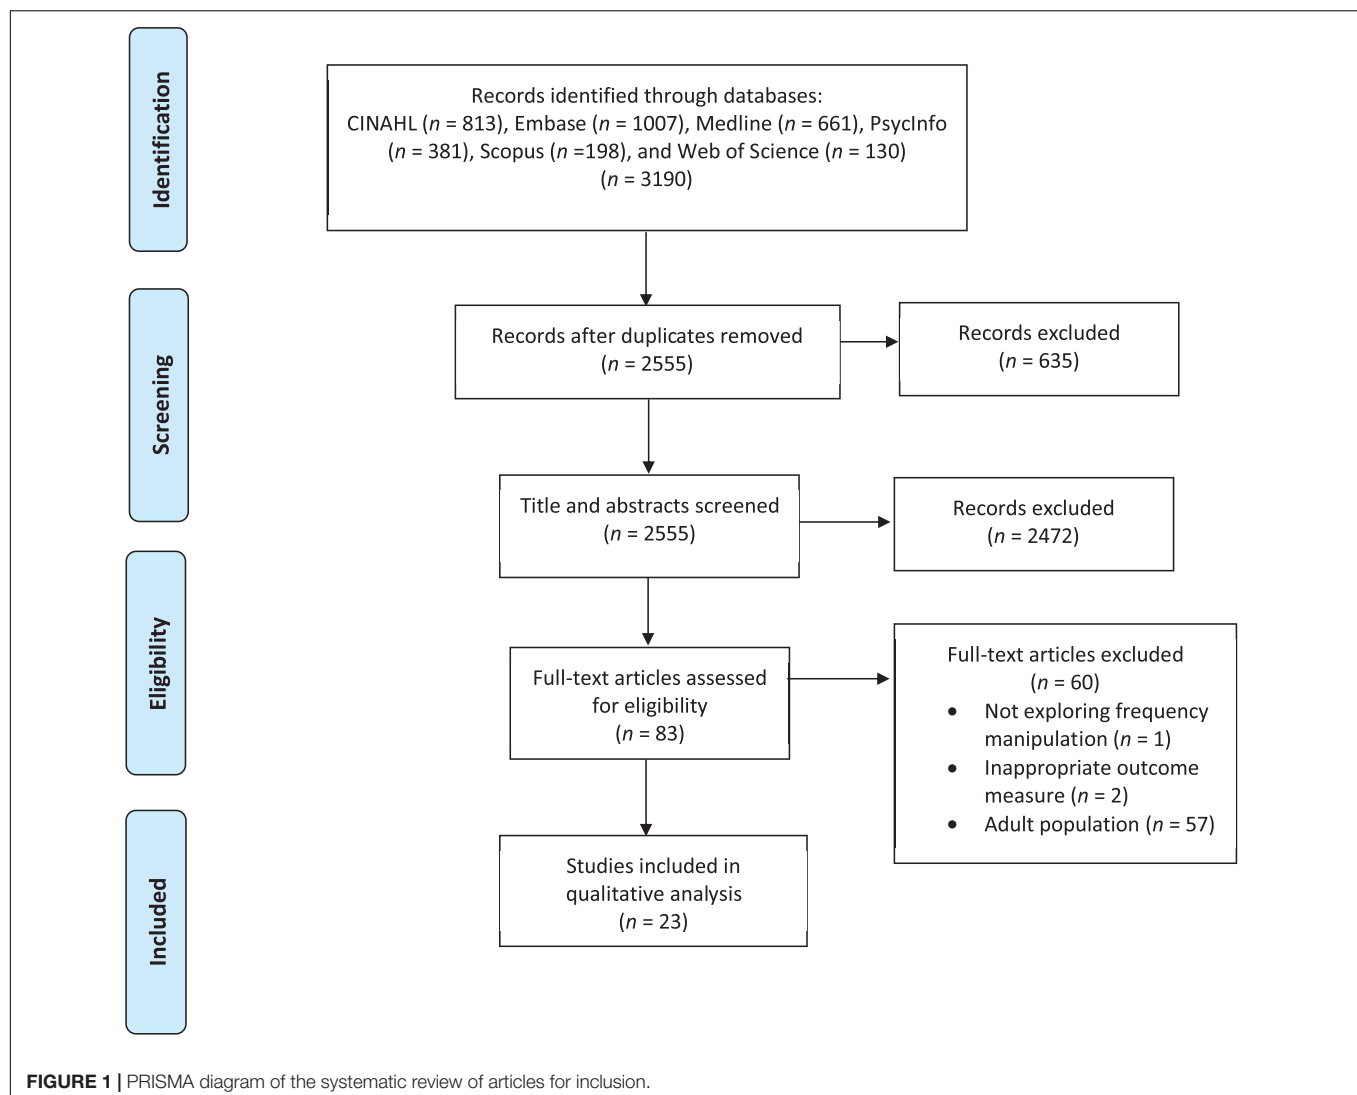 Identification
Records identified through databases:
CINAHL (n = 813), Embase (n = 1007), Medline (n = 661), PsycInfo
(n = 381), Scopus (n =198), and Web of Science (n = 130)
(n = 3190)
Screening
Records after duplicates removed
(n = 2555)
Records excluded
(n = 635)
Title and abstracts screened
(n = 2555)
Records excluded
(n = 2472)
Eligibility
Full-text articles assessed
for eligibility
(n = 83)
Full-text articles excluded
(n = 60)
• Not exploring frequency
manipulation (n = 1)
• Inappropriate outcome
measure (n = 2)
• Adult population (n = 57)
Included
Studies included in
qualitative analysis
(n = 23)
FIGURE 1 | PRISMA diagram of the systematic review of articles for inclusion.